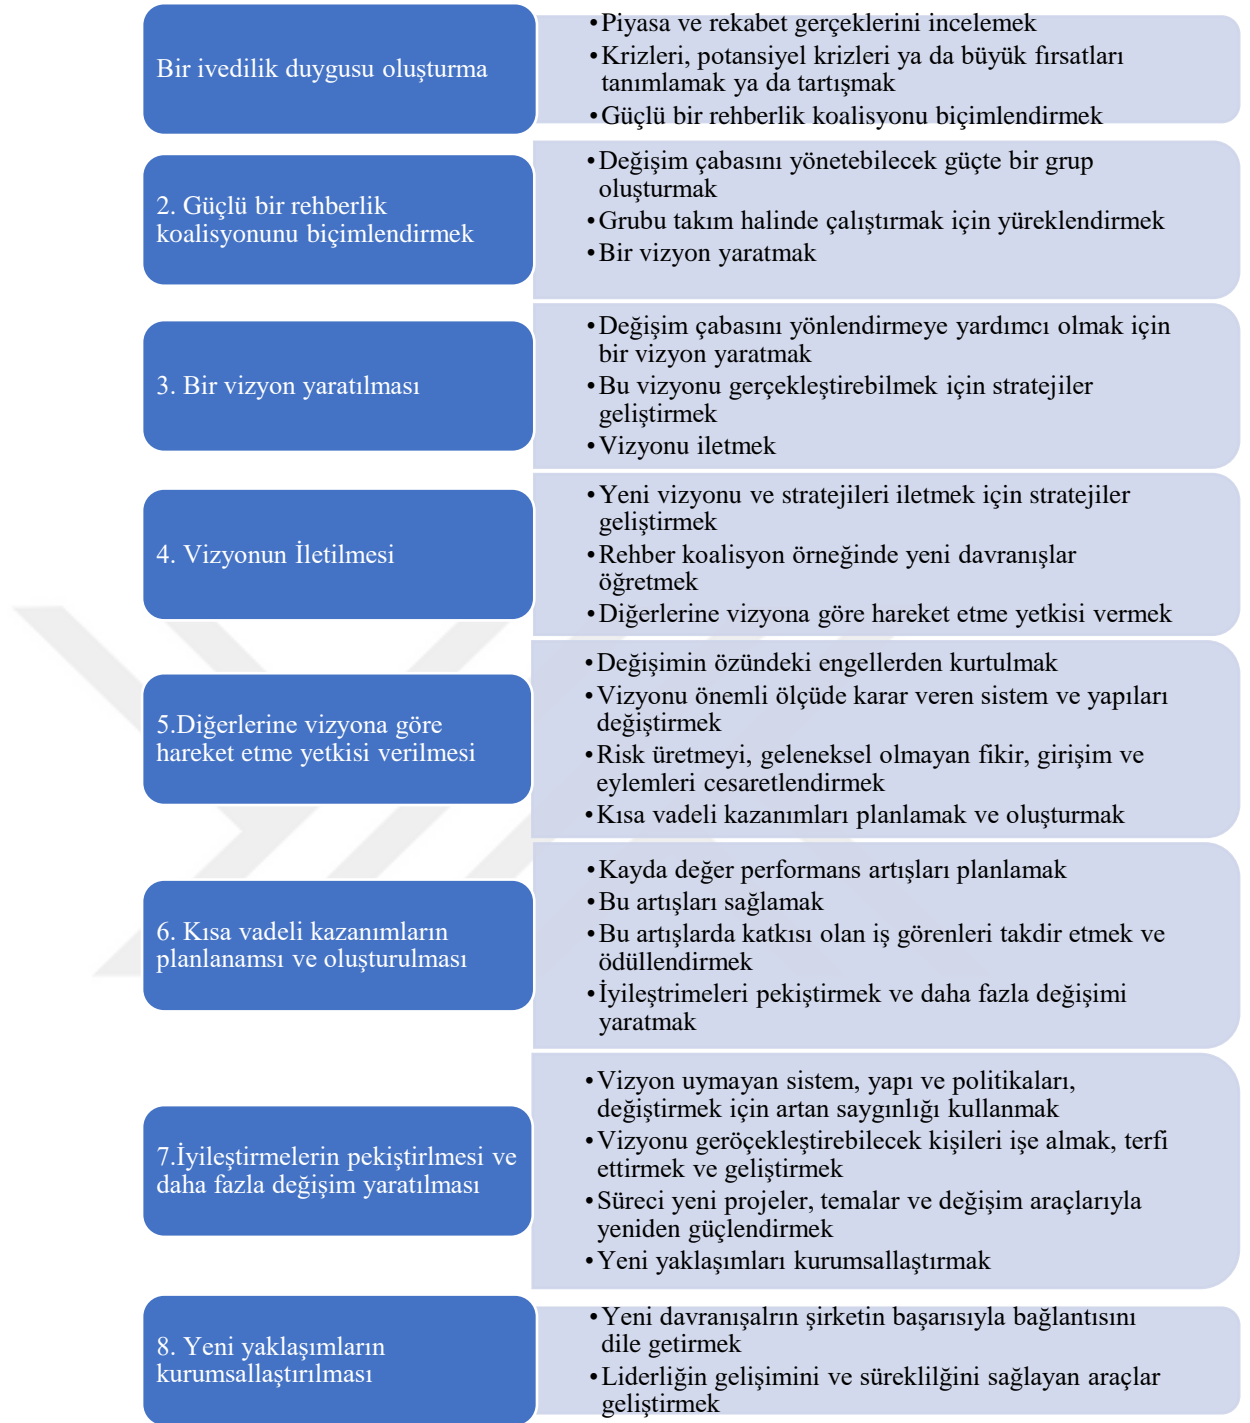 Bir ivedilik duygusu oluşturma
•Piyasa ve rekabet gerçeklerini incelemek
•Krizleri, potansiyel krizleri ya da büyük fırsatları
tanımlamak ya da tartışmak
•Güçlü bir rehberlik koalisyonu biçimlendirmek
2. Güçlü bir rehberlik
koalisyonunu biçimlendirmek
•Değişim çabasını yönetebilecek güçte bir grup
oluşturmak
•Grubu takım halinde çalıştırmak için yüreklendirmek
•Bir vizyon yaratmak
3. Bir vizyon yaratılması
•Değişim çabasını yönlendirmeye yardımcı olmak için
bir vizyon yaratmak
•Bu vizyonu gerçekleştirebilmek için stratejiler
geliştirmek
•Vizyonu iletmek
4. Vizyonun İletilmesi
•Yeni vizyonu ve stratejileri iletmek için stratejiler
geliştirmek
•Rehber koalisyon örneğinde yeni davranışlar
öğretmek
•Diğerlerine vizyona göre hareket etme yetkisi vermek
5.Diğerlerine vizyona göre
hareket etme yetkisi verilmesi
•Değişimin özündeki engellerden kurtulmak
•Vizyonu önemli ölçüde karar veren sistem ve yapıları
değiştirmek
•Risk üretmeyi, geleneksel olmayan fikir, girişim ve
eylemleri cesaretlendirmek
•Kısa vadeli kazanımları planlamak ve oluşturmak
6. Kısa vadeli kazanımların
planlanamsı ve oluşturulması
•Kayda değer performans artışları planlamak
•Bu artışları sağlamak
•Bu artışlarda katkısı olan iş görenleri takdir etmek ve
ödüllendirmek
•İyileştrimeleri pekiştirmek ve daha fazla değişimi
yaratmak
7.İyileştirmelerin pekiştirlmesi ve
daha fazla değişim yaratılması
•Vizyon uymayan sistem, yapı ve politikaları,
değiştirmek için artan saygınlığı kullanmak
•Vizyonu geröçekleştirebilecek kişileri işe almak, terfi
ettirmek ve geliştirmek
•Süreci yeni projeler, temalar ve değişim araçlarıyla
yeniden güçlendirmek
•Yeni yaklaşımları kurumsallaştırmak
8. Yeni yaklaşımların
kurumsallaştırılması
•Yeni davranışalrın şirketin başarısıyla bağlantısını
dile getirmek
•Liderliğin gelişimini ve süreklilğini sağlayan araçlar
geliştirmek